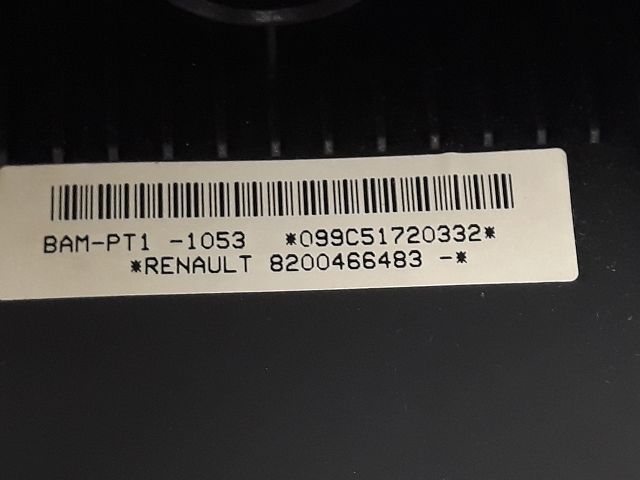 BAM-PT1 -1053 *099C51720332*
*RENAULT 8200466483 -*